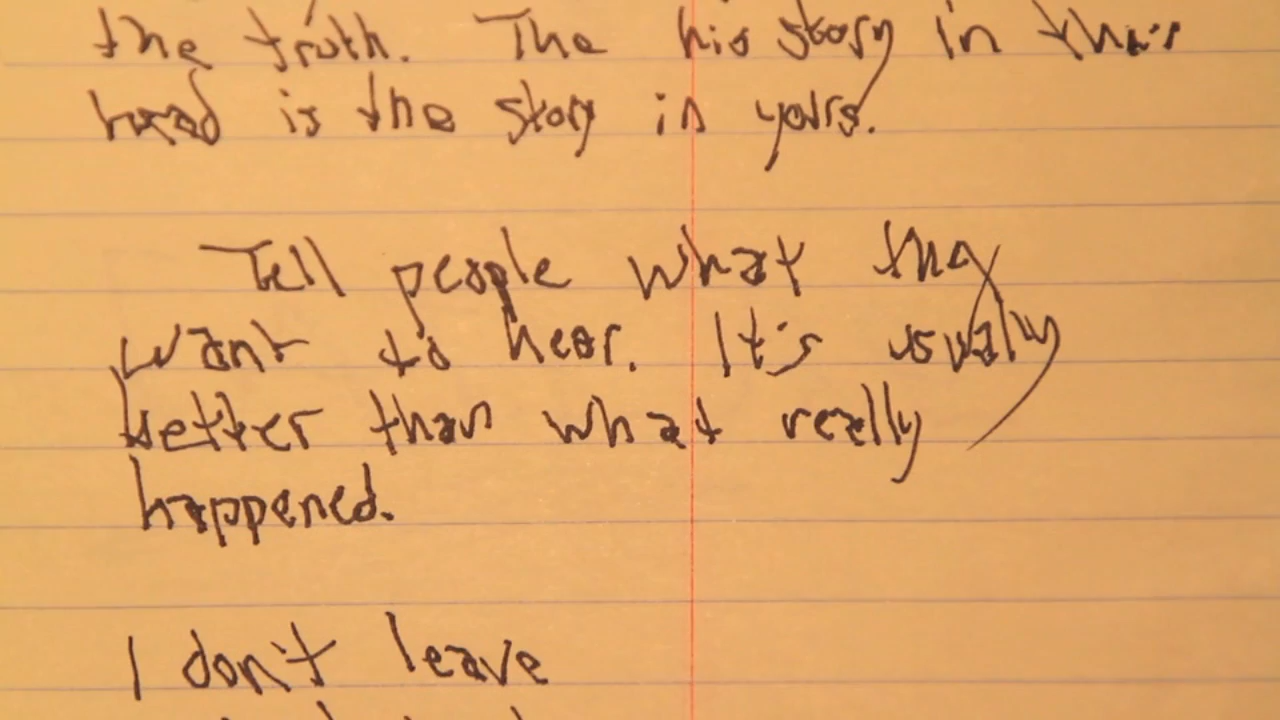 the truth. The his story in their
head is the story in yours.
Tell people what they
want to hear. It's usually
better than what really
happened.
I don't leave